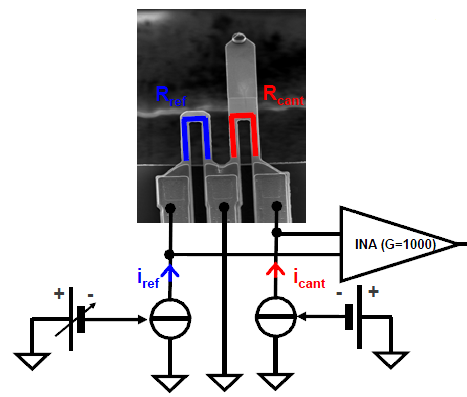 Rref
Rcant
INA (G=1000)
iref
icant
+
-
-
+